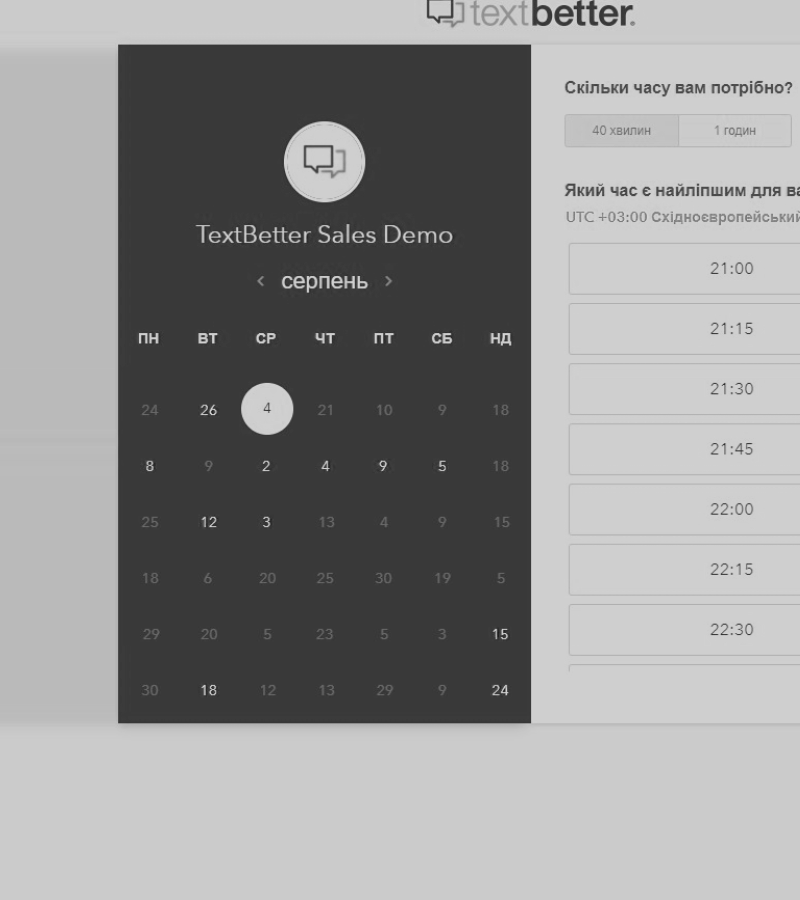 textbetter.
TextBetter Sales Demo
серпень
ПН ВТ СР ЧТ ПТ СБ НД
24 26 4 21 10 9 18
8 9 2 4 9 5 18
25 12 3 13 4 9 15
18 6 20 25 30 19 5
29 20 5 23 5 3 15
30 18 12 13 29 9 24
Скільки часу вам потрібно?
40 хвилин 1 годин
Який час є найліпшим для
UTC +03:00 Східноєвропейський
21:00
21:15
21:30
21:45
22:00
22:15
22:30